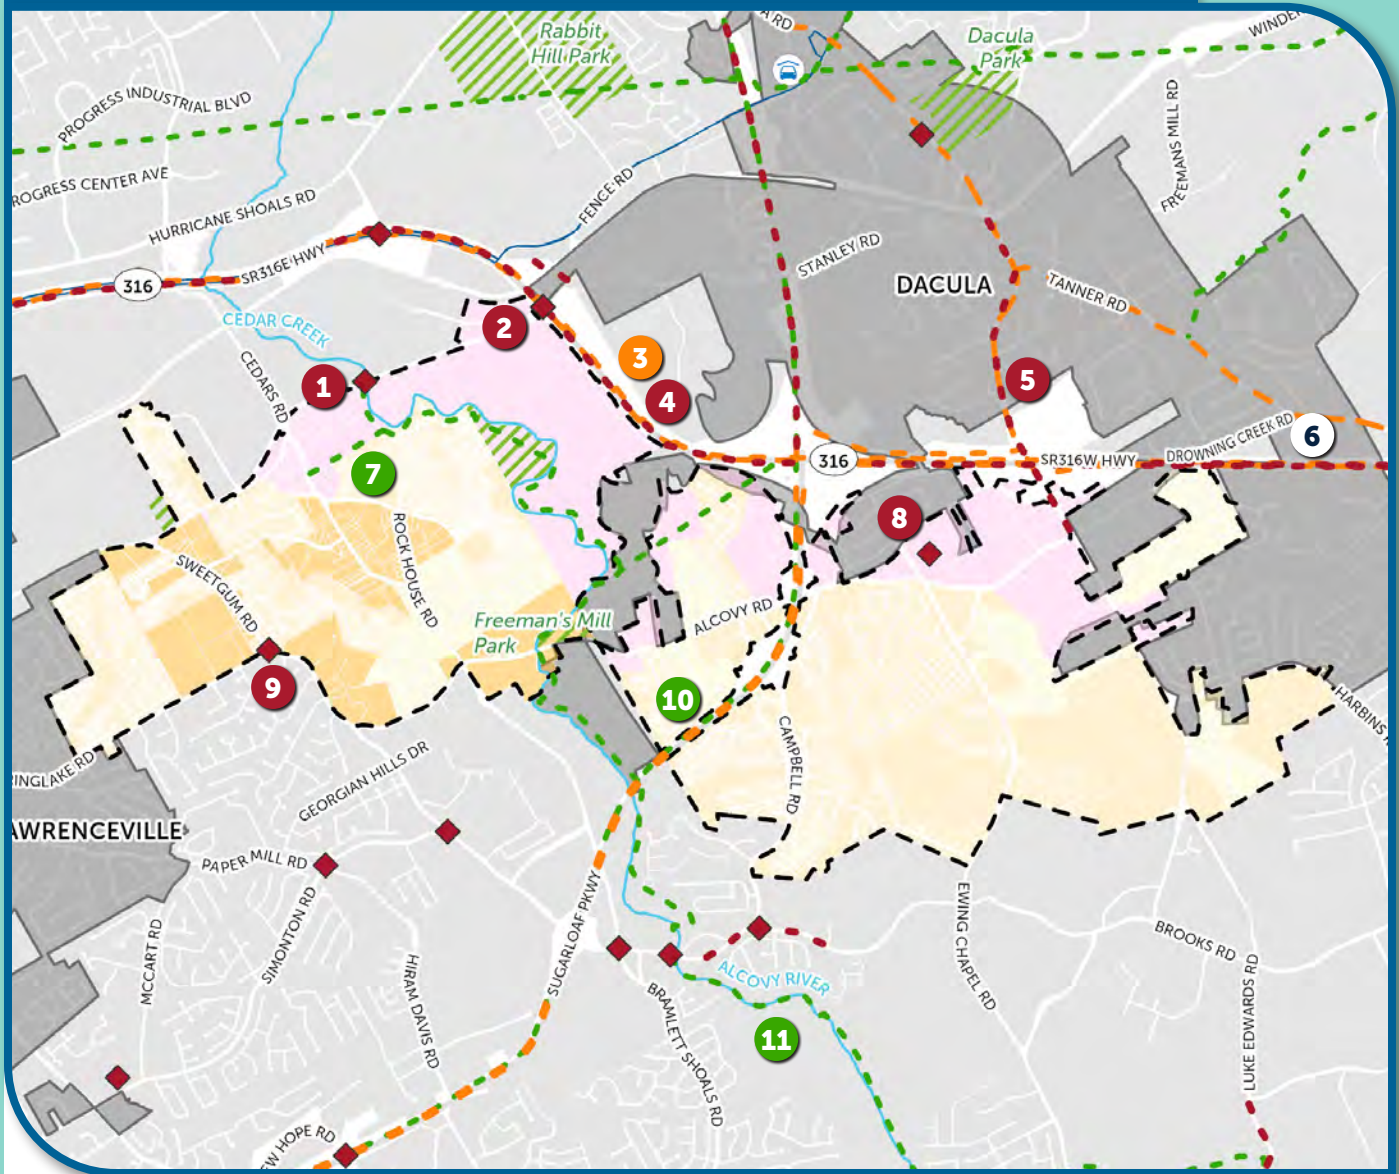 A RD
WINDER
Rabbit
Hill Park
Dacula
Park
PROGRESS INDUSTRIAL BLVD
FREEMANS MILL RD
ROGRESS CENTER AVE
FENCE RD
HURRICANE SHOALS RD
STANLEY RD
SR316E HWY
316
DACULA
TANNER RD
CEDAR CREEK
2
3
CEDARS RD
1
4
5
DROWNING CREEK RD
6
316
SR316W HWY
7
ROCK HOUSE RD
8
SWEETGUM RD
Freeman's Mill
Park
ALCOVY RD
9
10
HARBINS
CAMPBELL RD
INGLAKE RD
GEORGIAN HILLS DR
AWRENCEVILLE
PAPER MILL RD
SUGARLOAF PKWY
EWING CHAPEL RD
SIMONTON RD
MCCART RD
BROOKS RD
HIRAM DAVIS RD
ALCOVY RIVER
BRAMLETT SHOALS RD
LUKE EDWARDS RD
11
EW HOPE RD